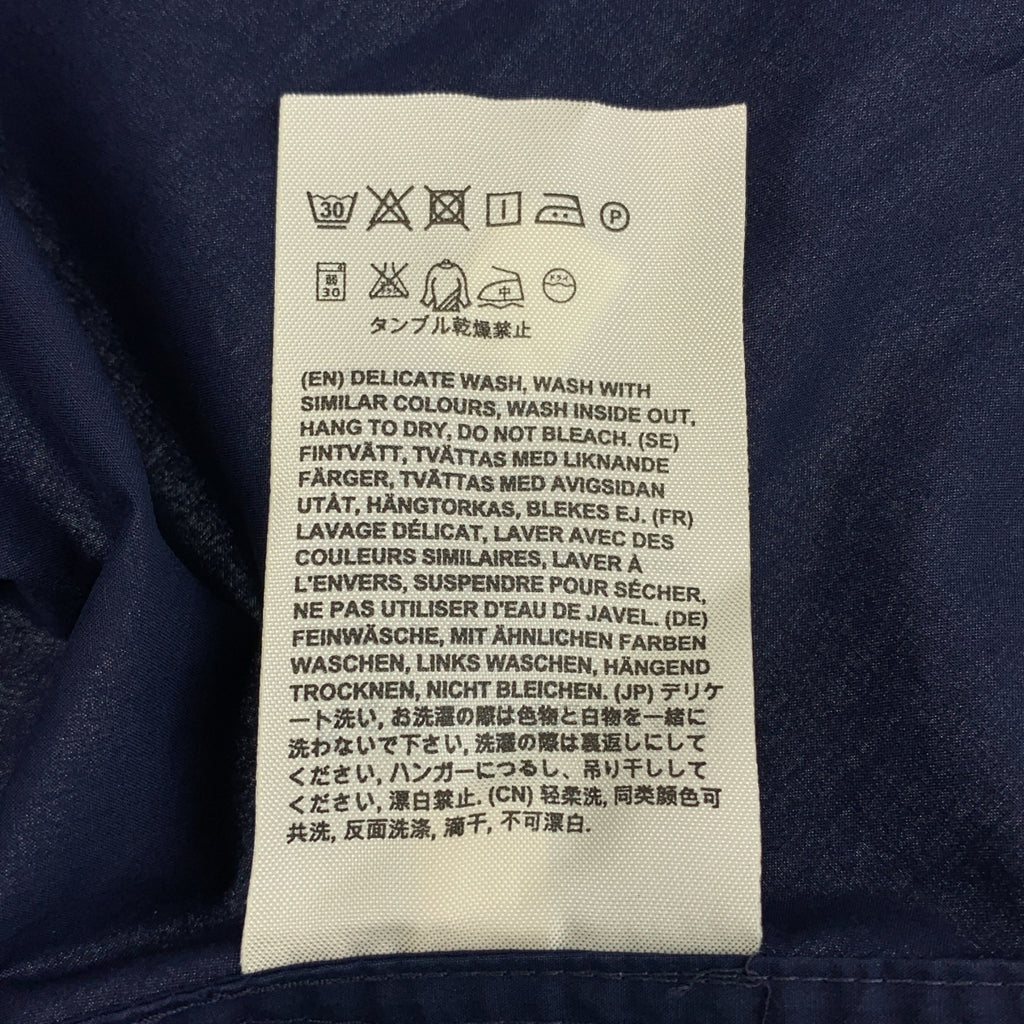 30 P
弱 30 中 ドライ
タンブル乾燥禁止
(EN) DELICATE WASH, WASH WITH
SIMILAR COLOURS, WASH INSIDE OUT,
HANG TO DRY, DO NOT BLEACH. (SE)
FINTVÄTT, TVÄTTAS MED LIKNANDE
FÄRGER, TVÄTTAS MED AVIGSIDAN
UTÅT, HÄNGTORKAS, BLEKES EJ. (FR)
LAVAGE DÉLICAT, LAVER AVEC DES
COULEURS SIMILAIRES, LAVER À
L'ENVERS, SUSPENDRE POUR SÉCHER,
NE PAS UTILISER D'EAU DE JAVEL. (DE)
FEINWÄSCHE, MIT ÄHNLICHEN FARBEN
WASCHEN, LINKS WASCHEN, HÄNGEND
TROCKNEN, NICHT BLEICHEN. (JP) デリケ
ート洗い, お洗濯の際は色物と白物を一緒に
洗わないで下さい, 洗濯の際は裏返しにして
ください, ハンガーにつるし、吊り干しして
ください, 漂白禁止. (CN) 轻柔洗, 同类颜色可
共洗, 反面洗涤, 滴干, 不可漂白.